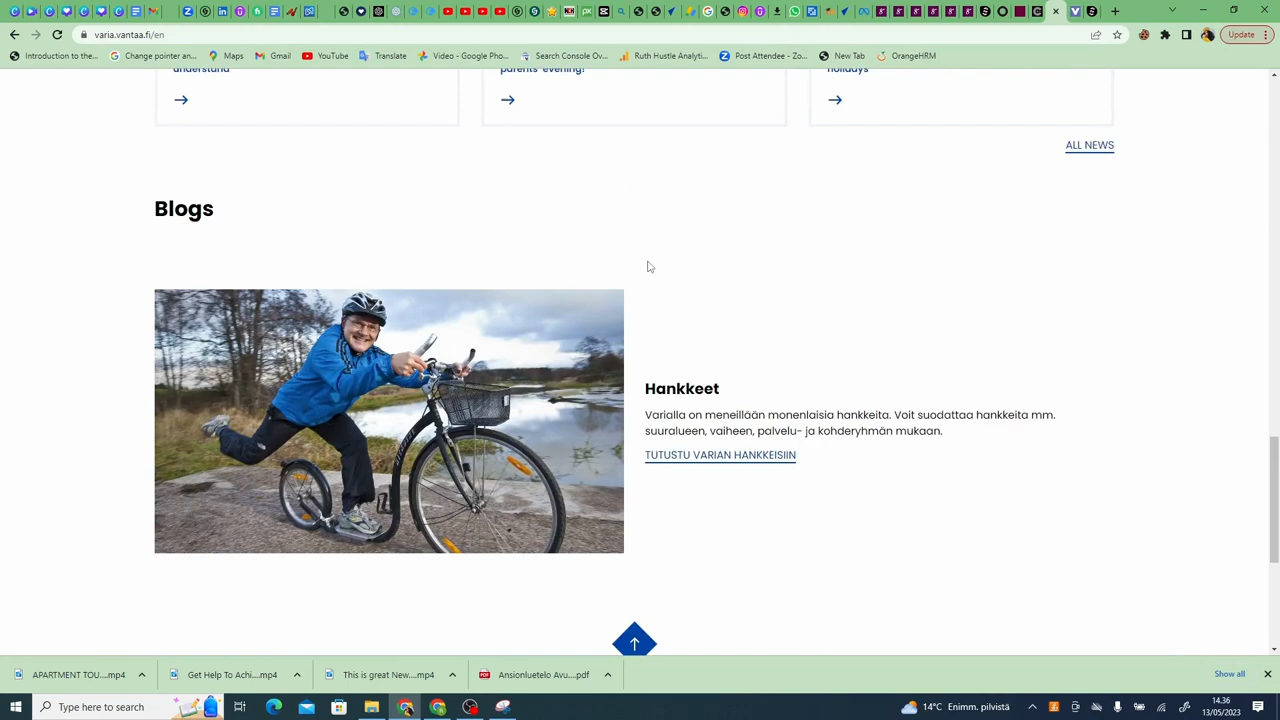 varia.vantaa.fi/en
Update
Introduction to the...
Change pointer an...
Maps
Gmail
YouTube
Translate
Video - Google Pho...
Search Console Ov...
Ruth Hustle Analyti...
Post Attendee - Zo...
New Tab
OrangeHRM
understand
parents' evening!
holidays
ALL NEWS
Blogs
Hankkeet
Varialla on meneillään monenlaisia hankkeita. Voit suodattaa hankkeita mm.
suuralueen, vaiheen, palvelu- ja kohderyhmän mukaan.
TUTUSTU VARIAN HANKKEISIIN
APARTMENT TOU....mp4
Get Help To Achi....mp4
This is great New....mp4
Ansionluetelo Avu....pdf
Show all
Type here to search
14°C Enimm. pilvistä
14.36
13/05/2023